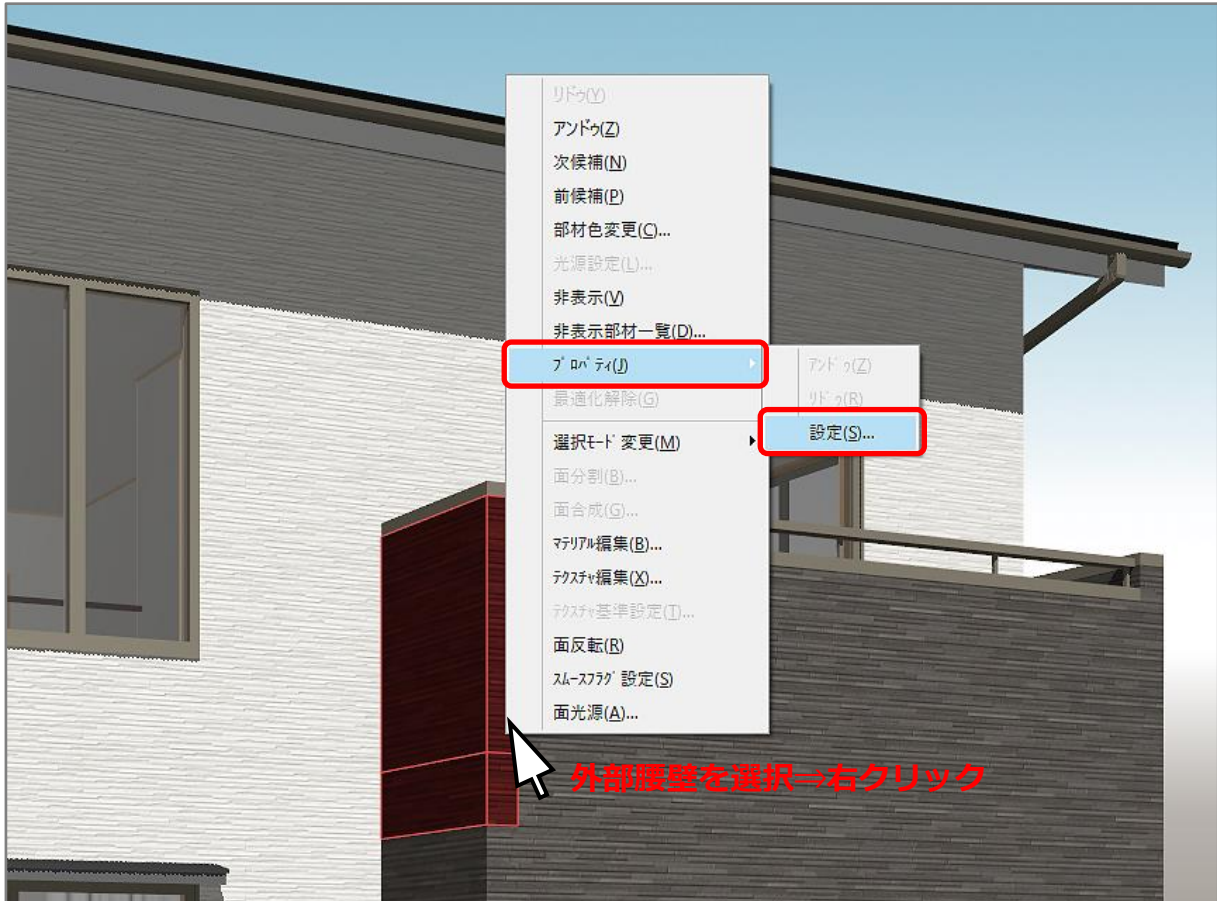 リドゥ(Y)
アンドゥ(Z)
次候補(N)
前候補(P)
部材色変更(C)...
光源設定(L)...
非表示(V)
非表示部材一覧(D)...
ﾌﾟﾛﾊﾟﾃｨ(J)
最適化解除(G)
選択ﾓｰﾄﾞ変更(M)
面分割(B)...
面合成(G)...
ﾏﾃﾘｱﾙ編集(B)...
ﾃｸｽﾁｬ編集(X)...
ﾃｸｽﾁｬ基準設定(T)...
面反転(R)
ｽﾑｰｽﾌﾗｸﾞ設定(S)
面光源(A)...
ｱﾝﾄﾞｩ(Z)
ﾘﾄﾞｩ(R)
設定(S)...
外部腰壁を選択⇒右クリック